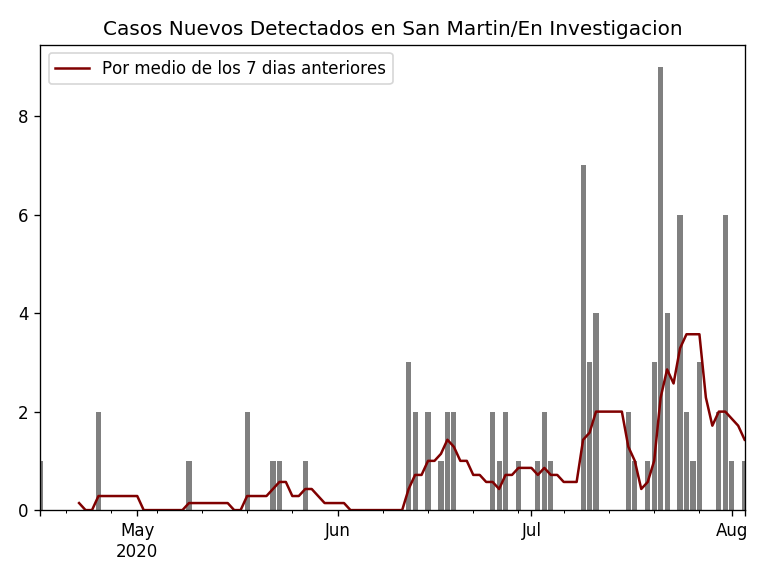 Casos Nuevos Detectados en San Martin/En Investigacion
Por medio de los 7 dias anteriores
8
6
4
2
0
May
2020
Jun
Jul
Aug